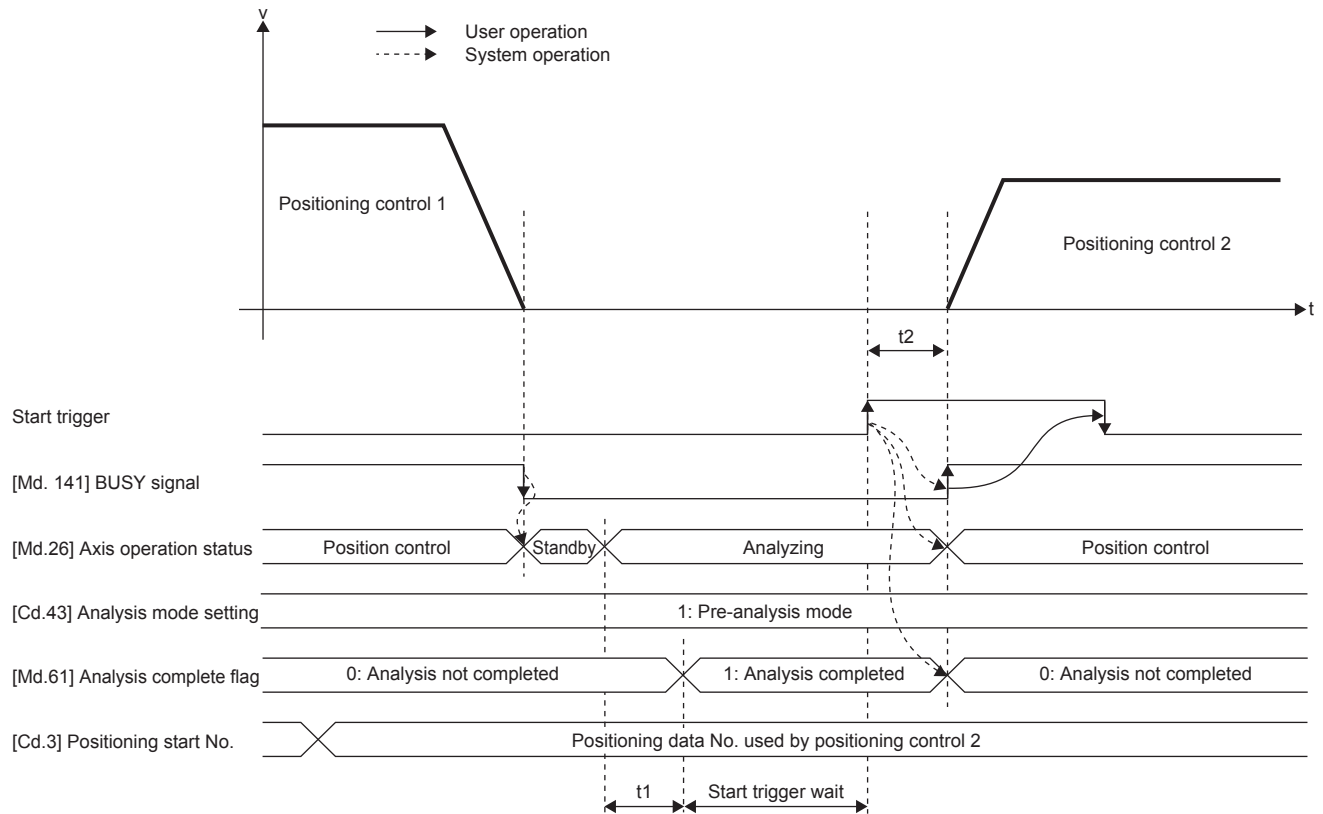 v
User operation
System operation
Positioning control 1
Positioning control 2
t
t2
Start trigger
[Md. 141] BUSY signal
[Md.26] Axis operation status
Position control
Standby
Analyzing
Position control
[Cd.43] Analysis mode setting
1: Pre-analysis mode
[Md.61] Analysis complete flag
0: Analysis not completed
1: Analysis completed
0: Analysis not completed
[Cd.3] Positioning start No.
Positioning data No. used by positioning control 2
t1
Start trigger wait